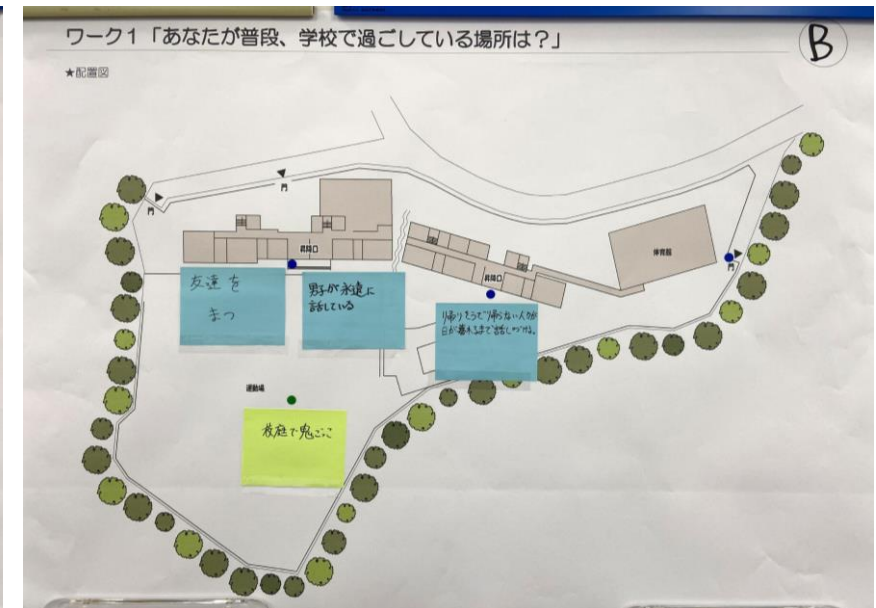 ワーク1「あなたが普段、学校で過ごしている場所は？」
B
★配置図
門
門
昇降口
昇降口
体育館
門
友達を
まつ
男子が永遠に
話している
帰りそうで帰らない人々が
日が暮れるまで話しつづける。
運動場
校庭で鬼ごっこ